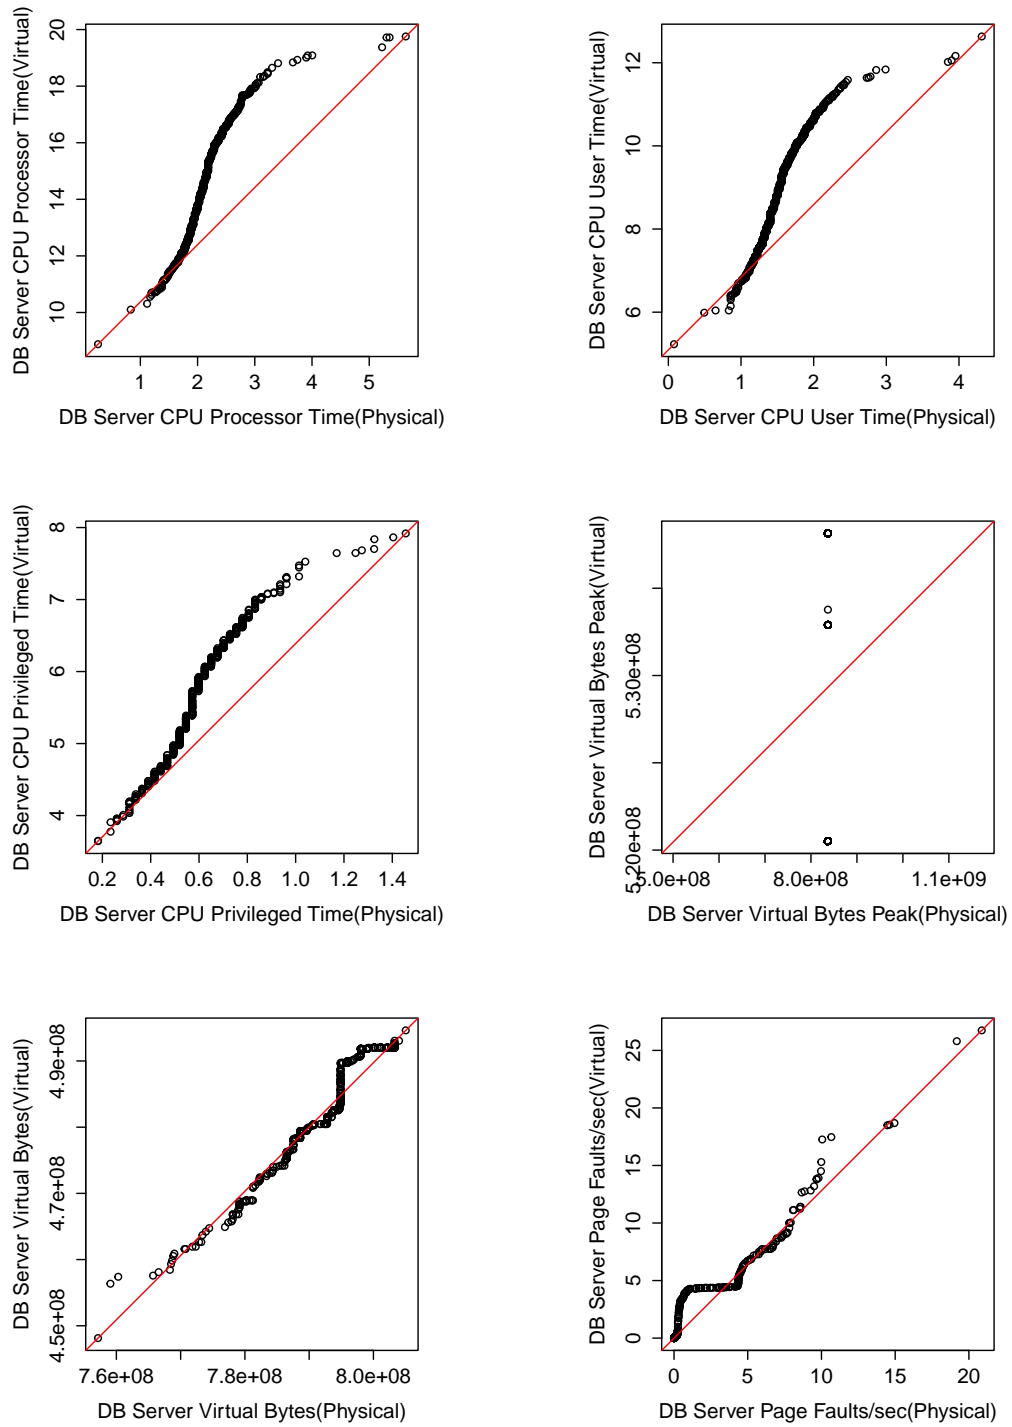 DB Server CPU Processor Time(Virtual)
10 12 14 16 18 20
1 2 3 4 5
DB Server CPU Processor Time(Physical)
DB Server CPU User Time(Virtual)
6 8 10 12
0 1 2 3 4
DB Server CPU User Time(Physical)
DB Server CPU Privileged Time(Virtual)
4 5 6 7 8
0.2 0.4 0.6 0.8 1.0 1.2 1.4
DB Server CPU Privileged Time(Physical)
DB Server Virtual Bytes Peak(Virtual)
5.20e+08 5.30e+08
5.0e+08 8.0e+08 1.1e+09
DB Server Virtual Bytes Peak(Physical)
DB Server Virtual Bytes(Virtual)
4.5e+08 4.7e+08 4.9e+08
7.6e+08 7.8e+08 8.0e+08
DB Server Virtual Bytes(Physical)
DB Server Page Faults/sec(Virtual)
0 5 10 15 20 25
0 5 10 15 20
DB Server Page Faults/sec(Physical)